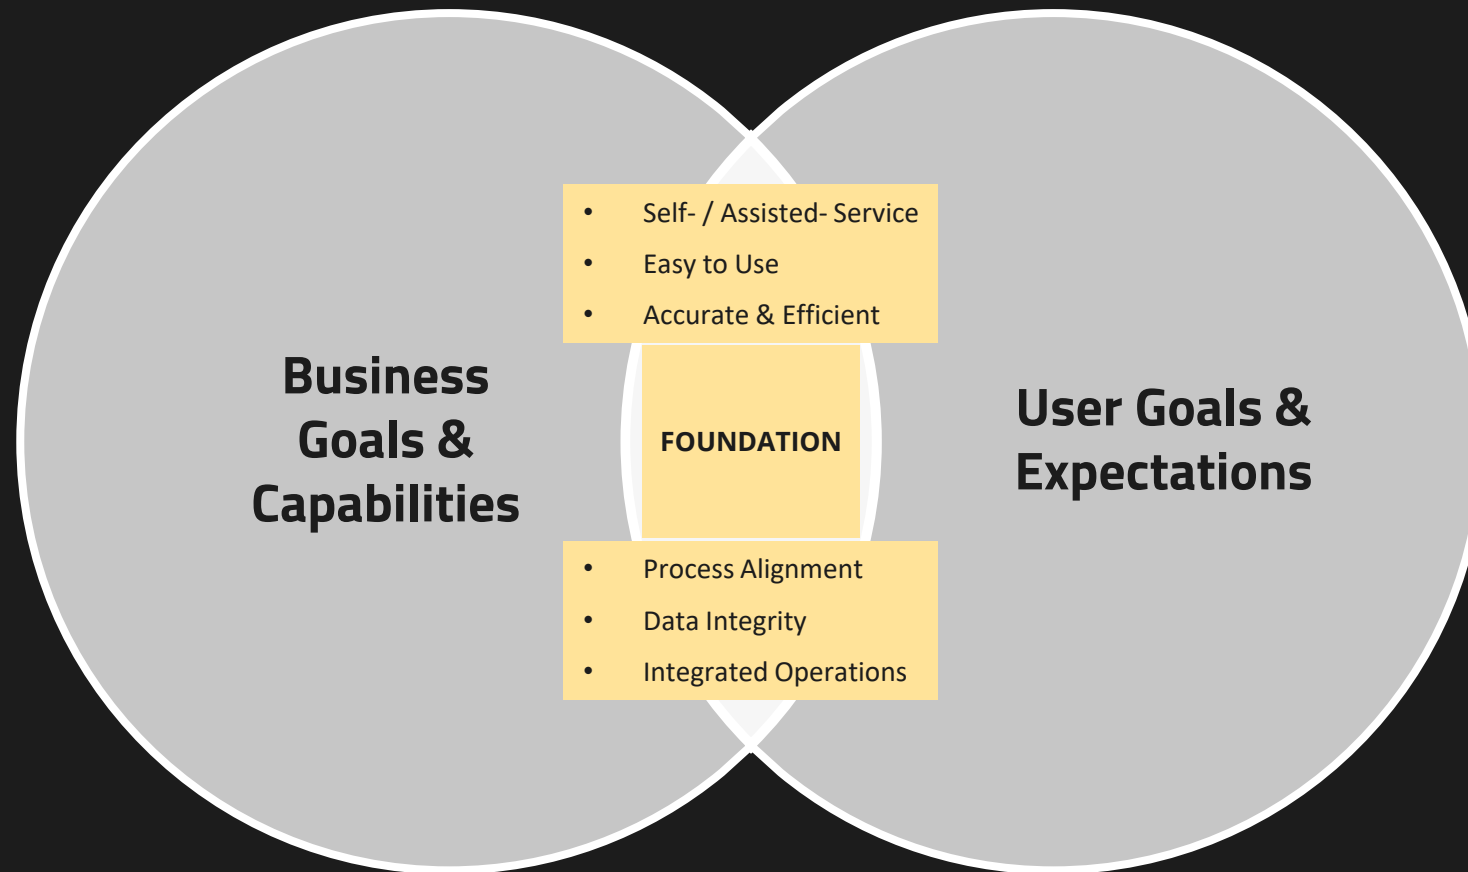 • Self- / Assisted- Service
• Easy to Use
• Accurate & Efficient
Business
Goals &
Capabilities
FOUNDATION
User Goals &
Expectations
• Process Alignment
• Data Integrity
• Integrated Operations